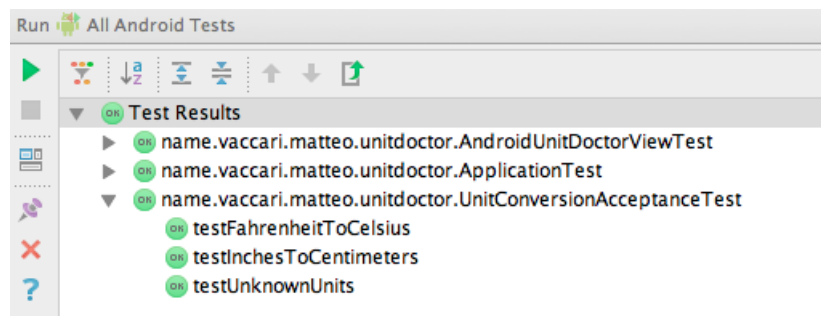 Run All Android Tests
Test Results
name.vaccari.matteo.unitdoctor.AndroidUnitDoctorViewTest
name.vaccari.matteo.unitdoctor.ApplicationTest
name.vaccari.matteo.unitdoctor.UnitConversionAcceptanceTest
testFahrenheitToCelsius
testInchesToCentimeters
testUnknownUnits